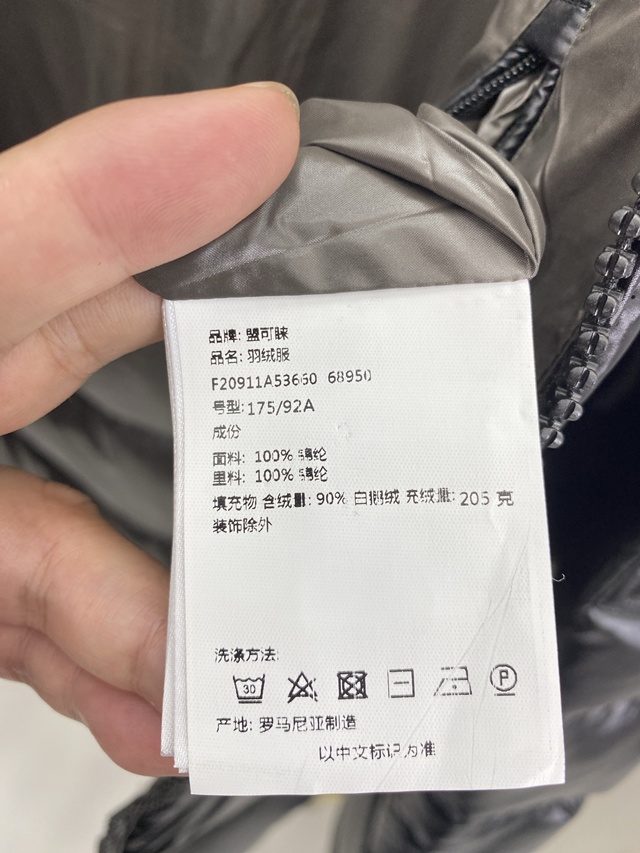 品牌: 盟可睐
品名: 羽绒服
F20911A53660 68950
号型: 175/92A
成份
面料: 100% 锦纶
里料: 100% 锦纶
填充物 含绒量: 90% 白鹅绒 充绒量: 205 克
装饰除外
洗涤方法:
30 P
产地: 罗马尼亚制造
以中文标识为准